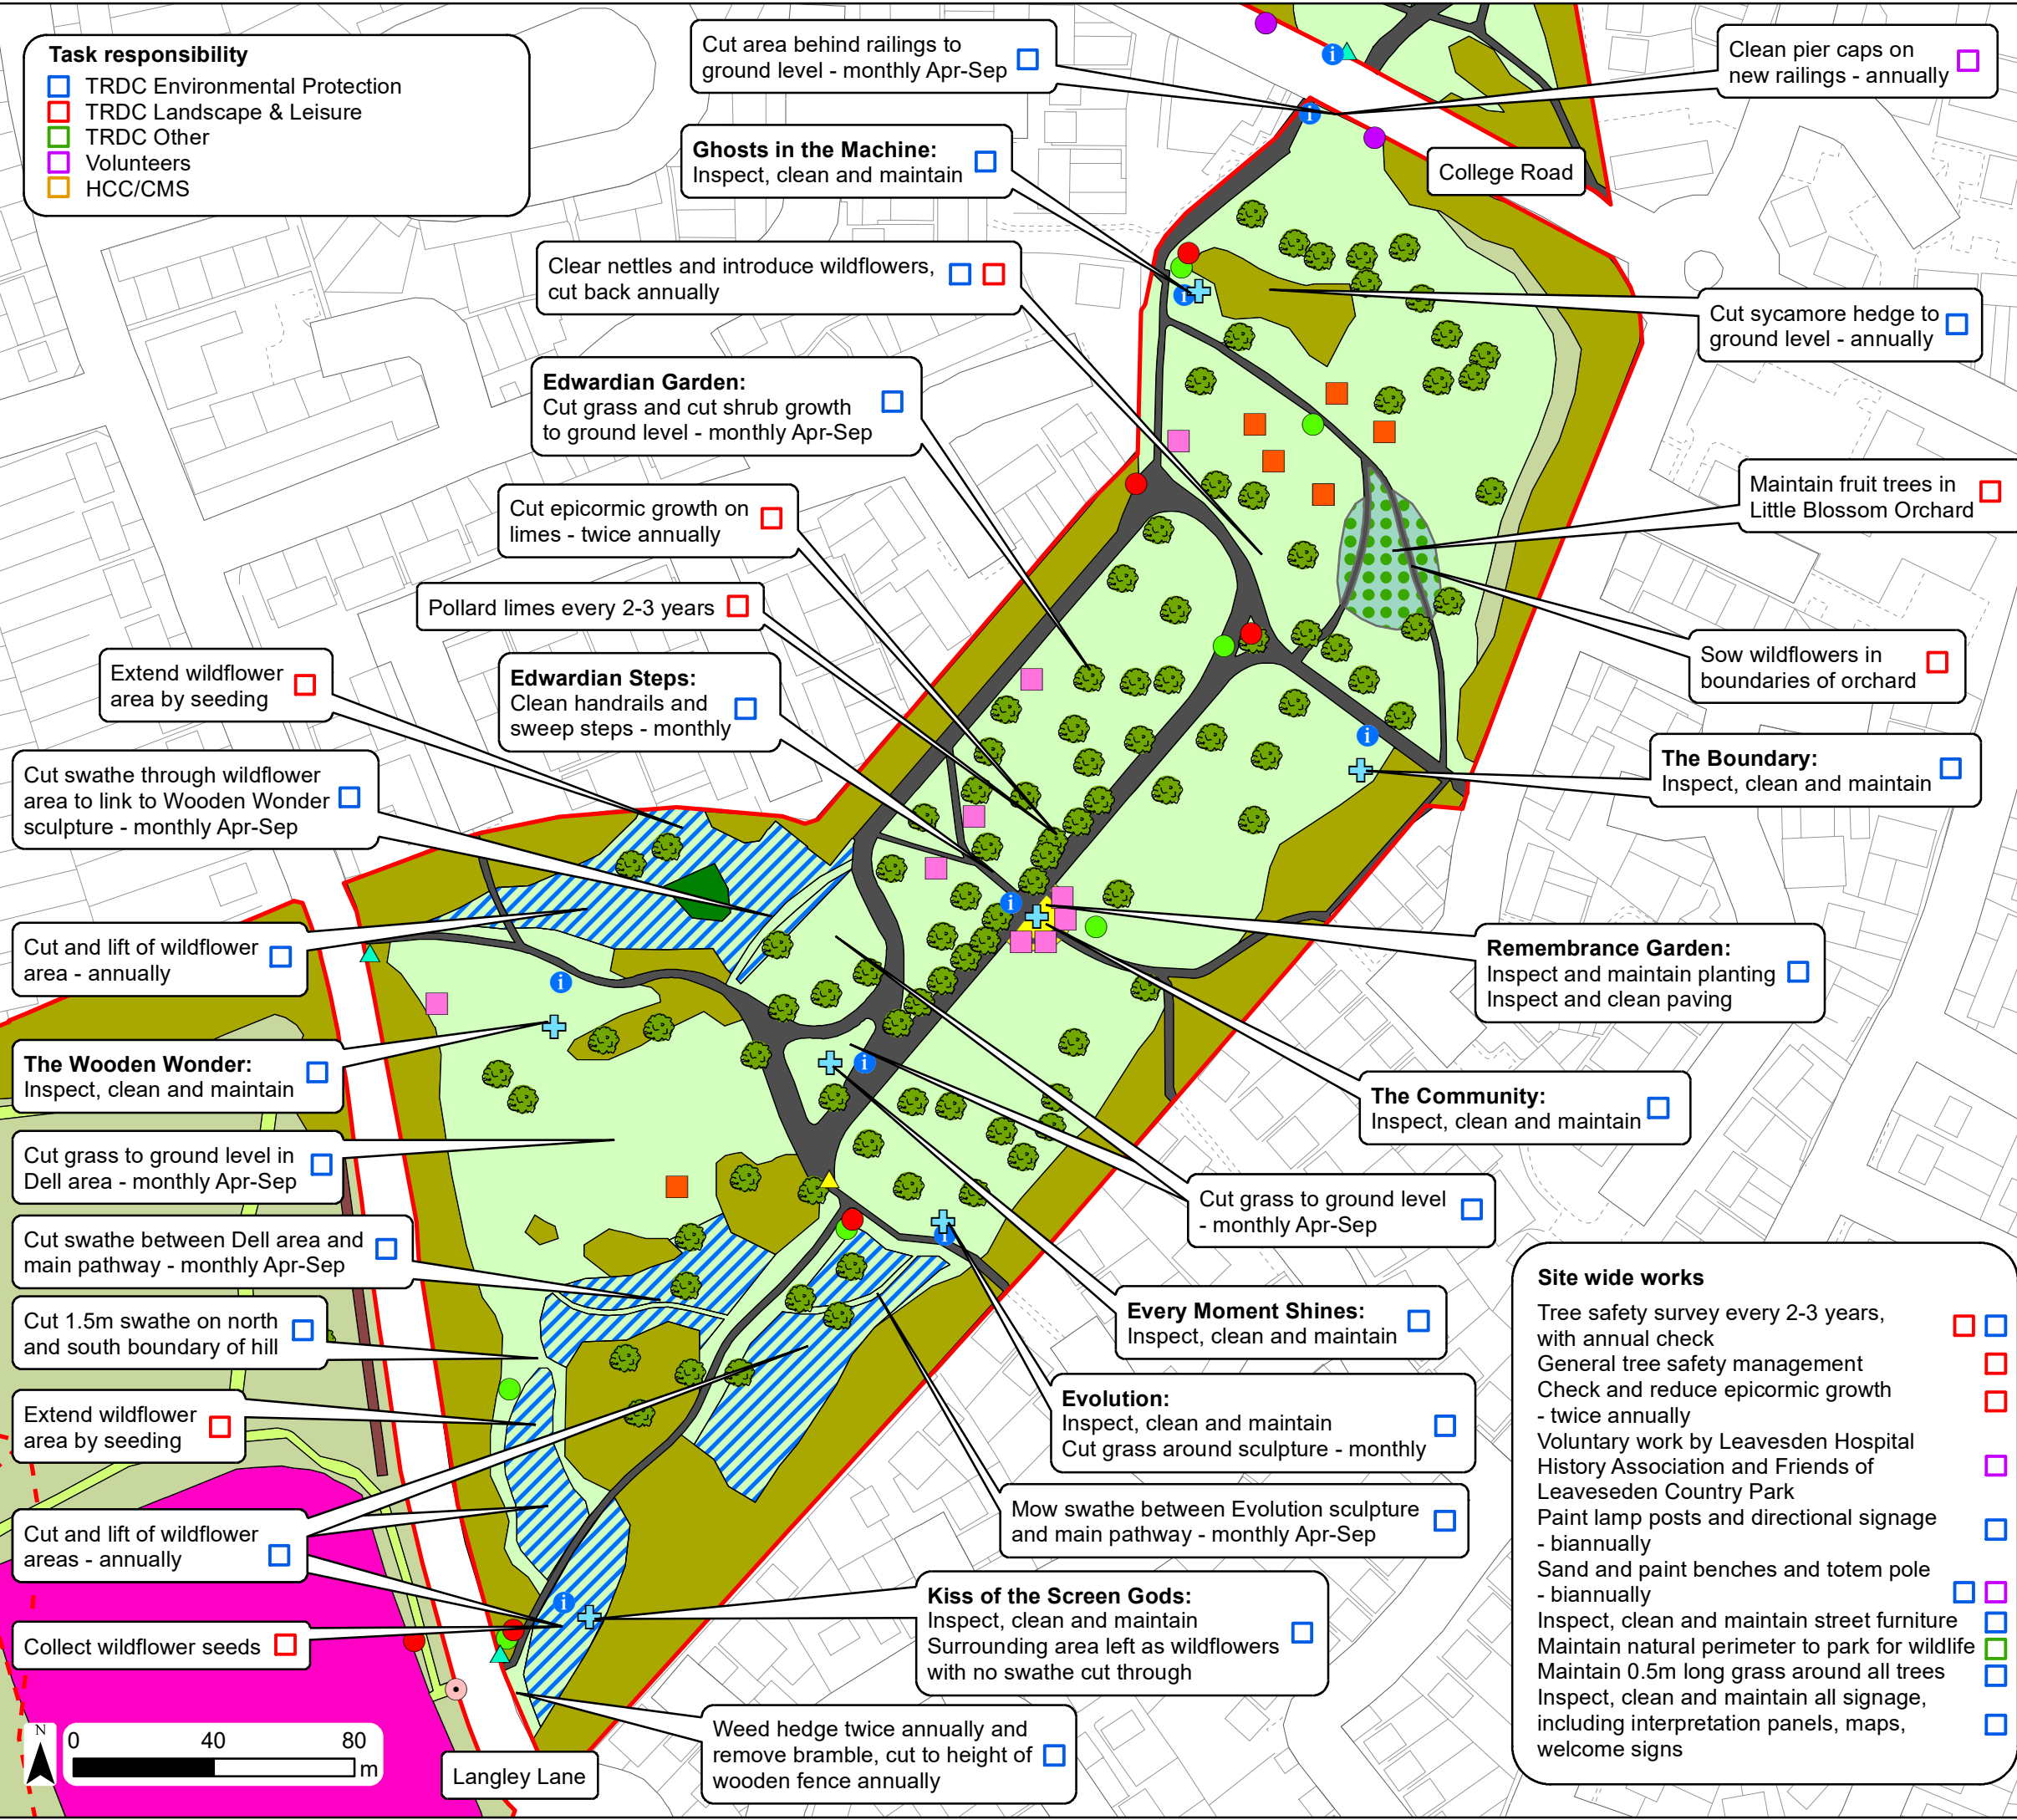 Task responsibility
TRDC Environmental Protection
TRDC Landscape & Leisure
TRDC Other
Volunteers
HCC/CMS
Cut area behind railings to
ground level - monthly Apr-Sep
Clean pier caps on
new railings - annually
Ghosts in the Machine:
Inspect, clean and maintain
College Road
Clear nettles and introduce wildflowers,
cut back annually
Cut sycamore hedge to
ground level - annually
Edwardian Garden:
Cut grass and cut shrub growth
to ground level - monthly Apr-Sep
Maintain fruit trees in
Little Blossom Orchard
Cut epicormic growth on
limes - twice annually
Pollard limes every 2-3 years
Sow wildflowers in
boundaries of orchard
Extend wildflower
area by seeding
Edwardian Steps:
Clean handrails and
sweep steps - monthly
The Boundary:
Inspect, clean and maintain
Cut swathe through wildflower
area to link to Wooden Wonder
sculpture - monthly Apr-Sep
Cut and lift of wildflower
area - annually
Remembrance Garden:
Inspect and maintain planting
Inspect and clean paving
The Wooden Wonder:
Inspect, clean and maintain
The Community:
Inspect, clean and maintain
Cut grass to ground level in
Dell area - monthly Apr-Sep
Cut grass to ground level
- monthly Apr-Sep
Cut swathe between Dell area and
main pathway - monthly Apr-Sep
Cut 1.5m swathe on north
and south boundary of hill
Every Moment Shines:
Inspect, clean and maintain
Extend wildflower
area by seeding
Evolution:
Inspect, clean and maintain
Cut grass around sculpture - monthly
Mow swathe between Evolution sculpture
and main pathway - monthly Apr-Sep
Cut and lift of wildflower
areas - annually
Kiss of the Screen Gods:
Inspect, clean and maintain
Surrounding area left as wildflowers
with no swathe cut through
Collect wildflower seeds
Weed hedge twice annually and
remove bramble, cut to height of
wooden fence annually
Langley Lane
Site wide works
Tree safety survey every 2-3 years,
with annual check
General tree safety management
Check and reduce epicormic growth
- twice annually
Voluntary work by Leavesden Hospital
History Association and Friends of
Leaveseden Country Park
Paint lamp posts and directional signage
- biannually
Sand and paint benches and totem pole
- biannually
Inspect, clean and maintain street furniture
Maintain natural perimeter to park for wildlife
Maintain 0.5m long grass around all trees
Inspect, clean and maintain all signage,
including interpretation panels, maps,
welcome signs
N
0 40 80
m
i
i
i
i
i
i
i
i
i